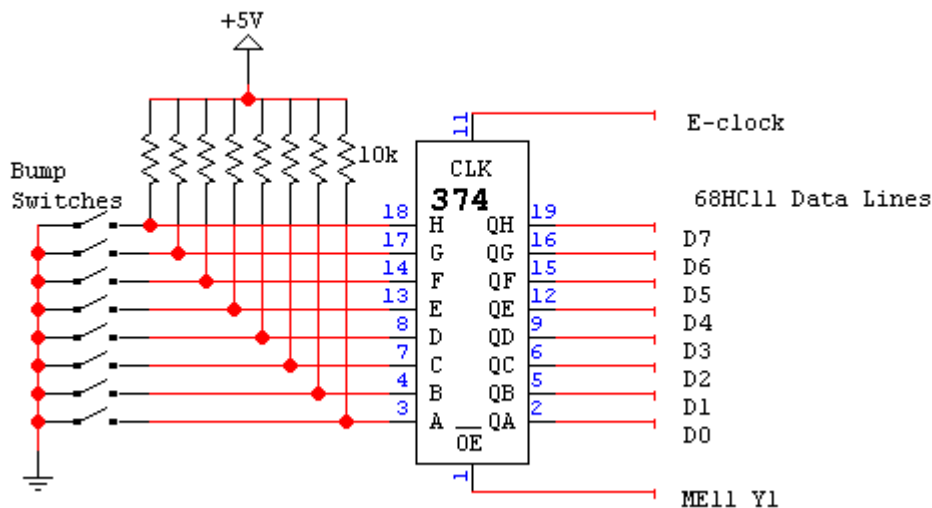 +5V
11
E-clock
10k
CLK
Bump
Switches
374
68HC11 Data Lines
18 H QH 19 D7
17 G QG 16 D6
14 F QF 15 D5
13 E QE 12 D4
8 D QD 9 D3
7 C QC 6 D2
4 B QB 5 D1
3 A QA 2 D0
OE
1
ME11 Y1